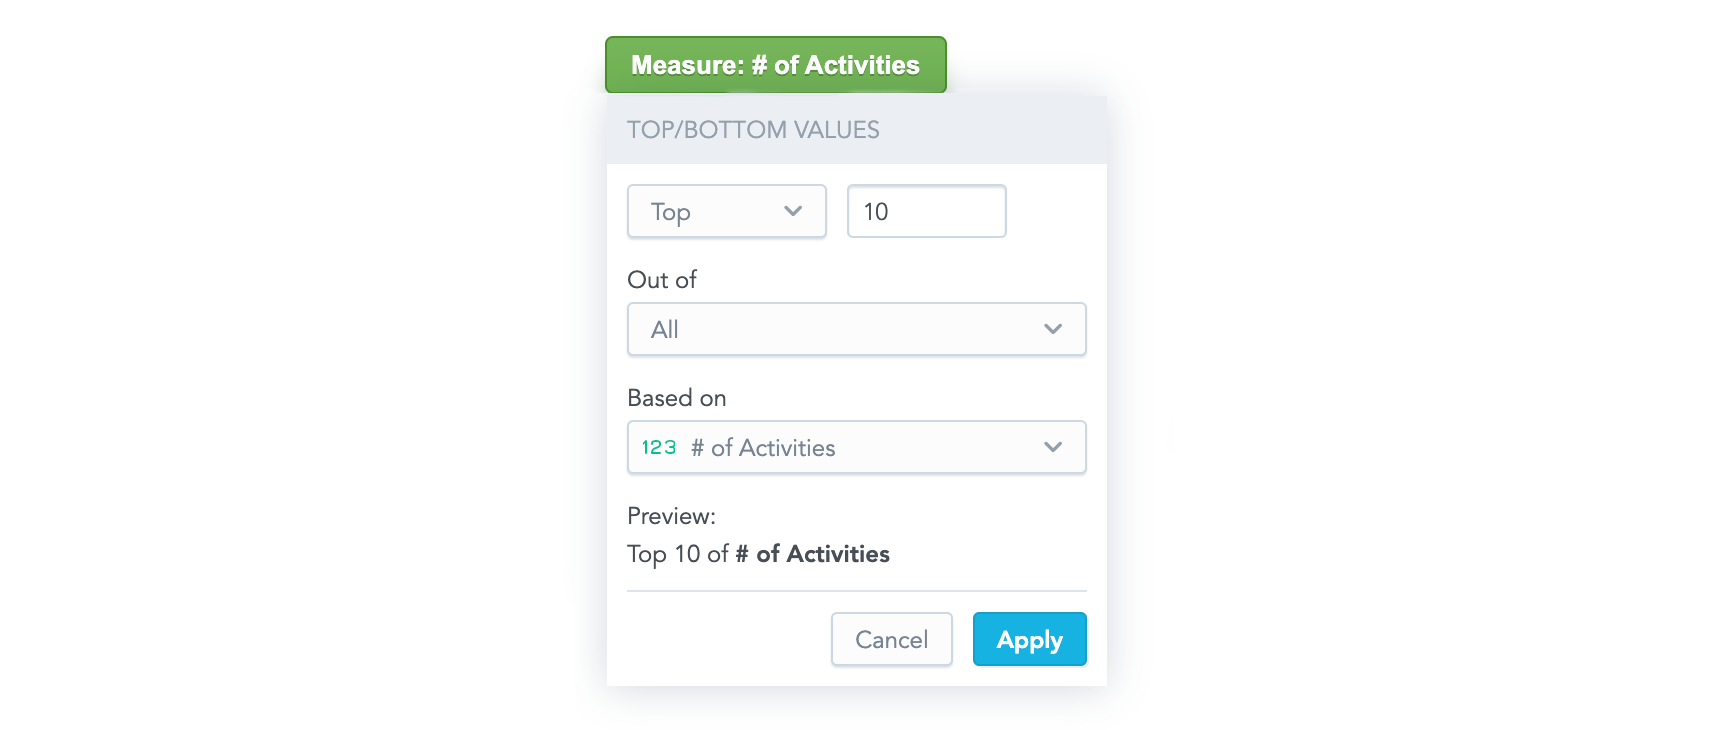 Measure: # of Activities
TOP/BOTTOM VALUES
Top 10
Out of
All
Based on
123 # of Activities
Preview:
Top 10 of # of Activities
Cancel Apply